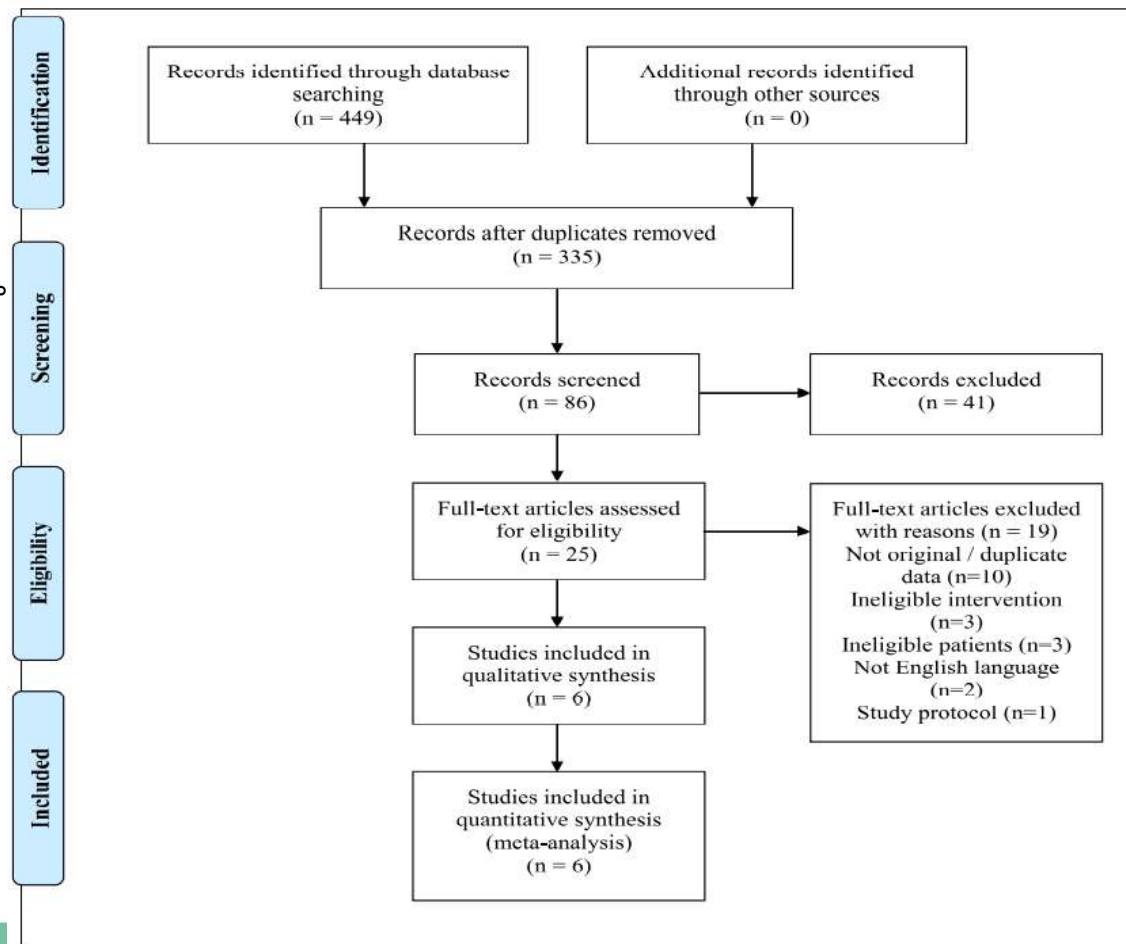 Identification
Records identified through database
searching
(n = 449)
Additional records identified
through other sources
(n = 0)
Records after duplicates removed
(n = 335)
Screening
Records screened
(n = 86)
Records excluded
(n = 41)
Eligibility
Full-text articles assessed
for eligibility
(n = 25)
Full-text articles excluded
with reasons (n = 19)
Not original / duplicate
data (n=10)
Ineligible intervention
(n=3)
Ineligible patients (n=3)
Not English language
(n=2)
Study protocol (n=1)
Studies included in
qualitative synthesis
(n = 6)
Included
Studies included in
quantitative synthesis
(meta-analysis)
(n = 6)